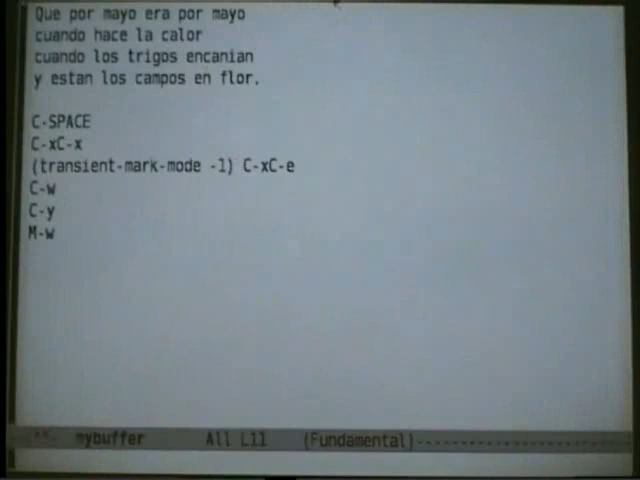 Que por mayo era por mayo
cuando hace la calor
cuando los trigos encanian
y estan los campos en flor.
C-SPACE
C-xC-x
(transient-mark-mode -1) C-xC-e
C-w
C-y
M-w
mybuffer All L11 (Fundamental)